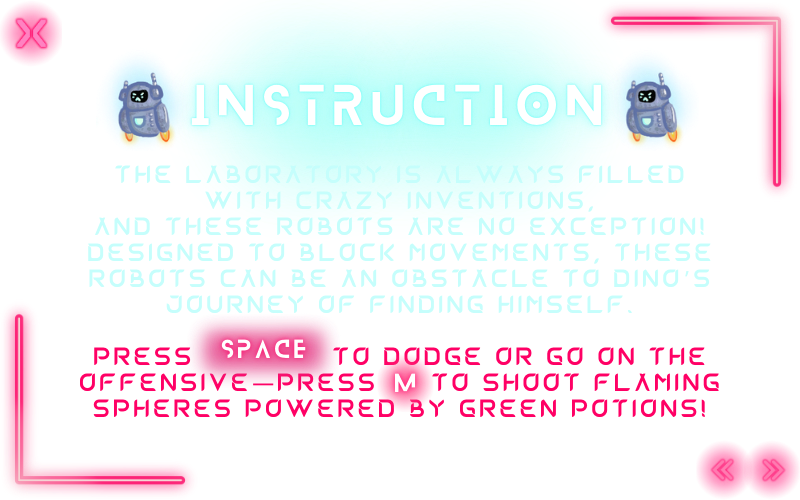 INSTRUCTION
THE LABORATORY IS ALWAYS FILLED
WITH CRAZY INVENTIONS,
AND THESE ROBOTS ARE NO EXCEPTION!
DESIGNED TO BLOCK MOVEMENTS, THESE
ROBOTS CAN BE AN OBSTACLE TO DINO'S
JOURNEY OF FINDING HIMSELF.
PRESS SPACE TO DODGE OR GO ON THE
OFFENSIVE—PRESS M TO SHOOT FLAMING
SPHERES POWERED BY GREEN POTIONS!